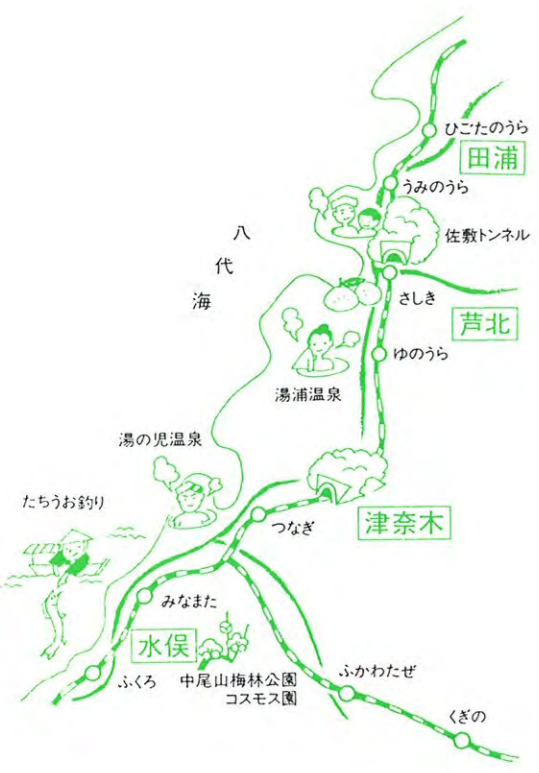 ひごたのうら
田浦
うみのうら
佐敷トンネル
八代海
さしき
芦北
ゆのうら
湯浦温泉
湯の児温泉
たちうお釣り
つなぎ
津奈木
みなまた
水俣
ふくろ
中尾山梅林公園
コスモス園
ふかわたぜ
くぎの